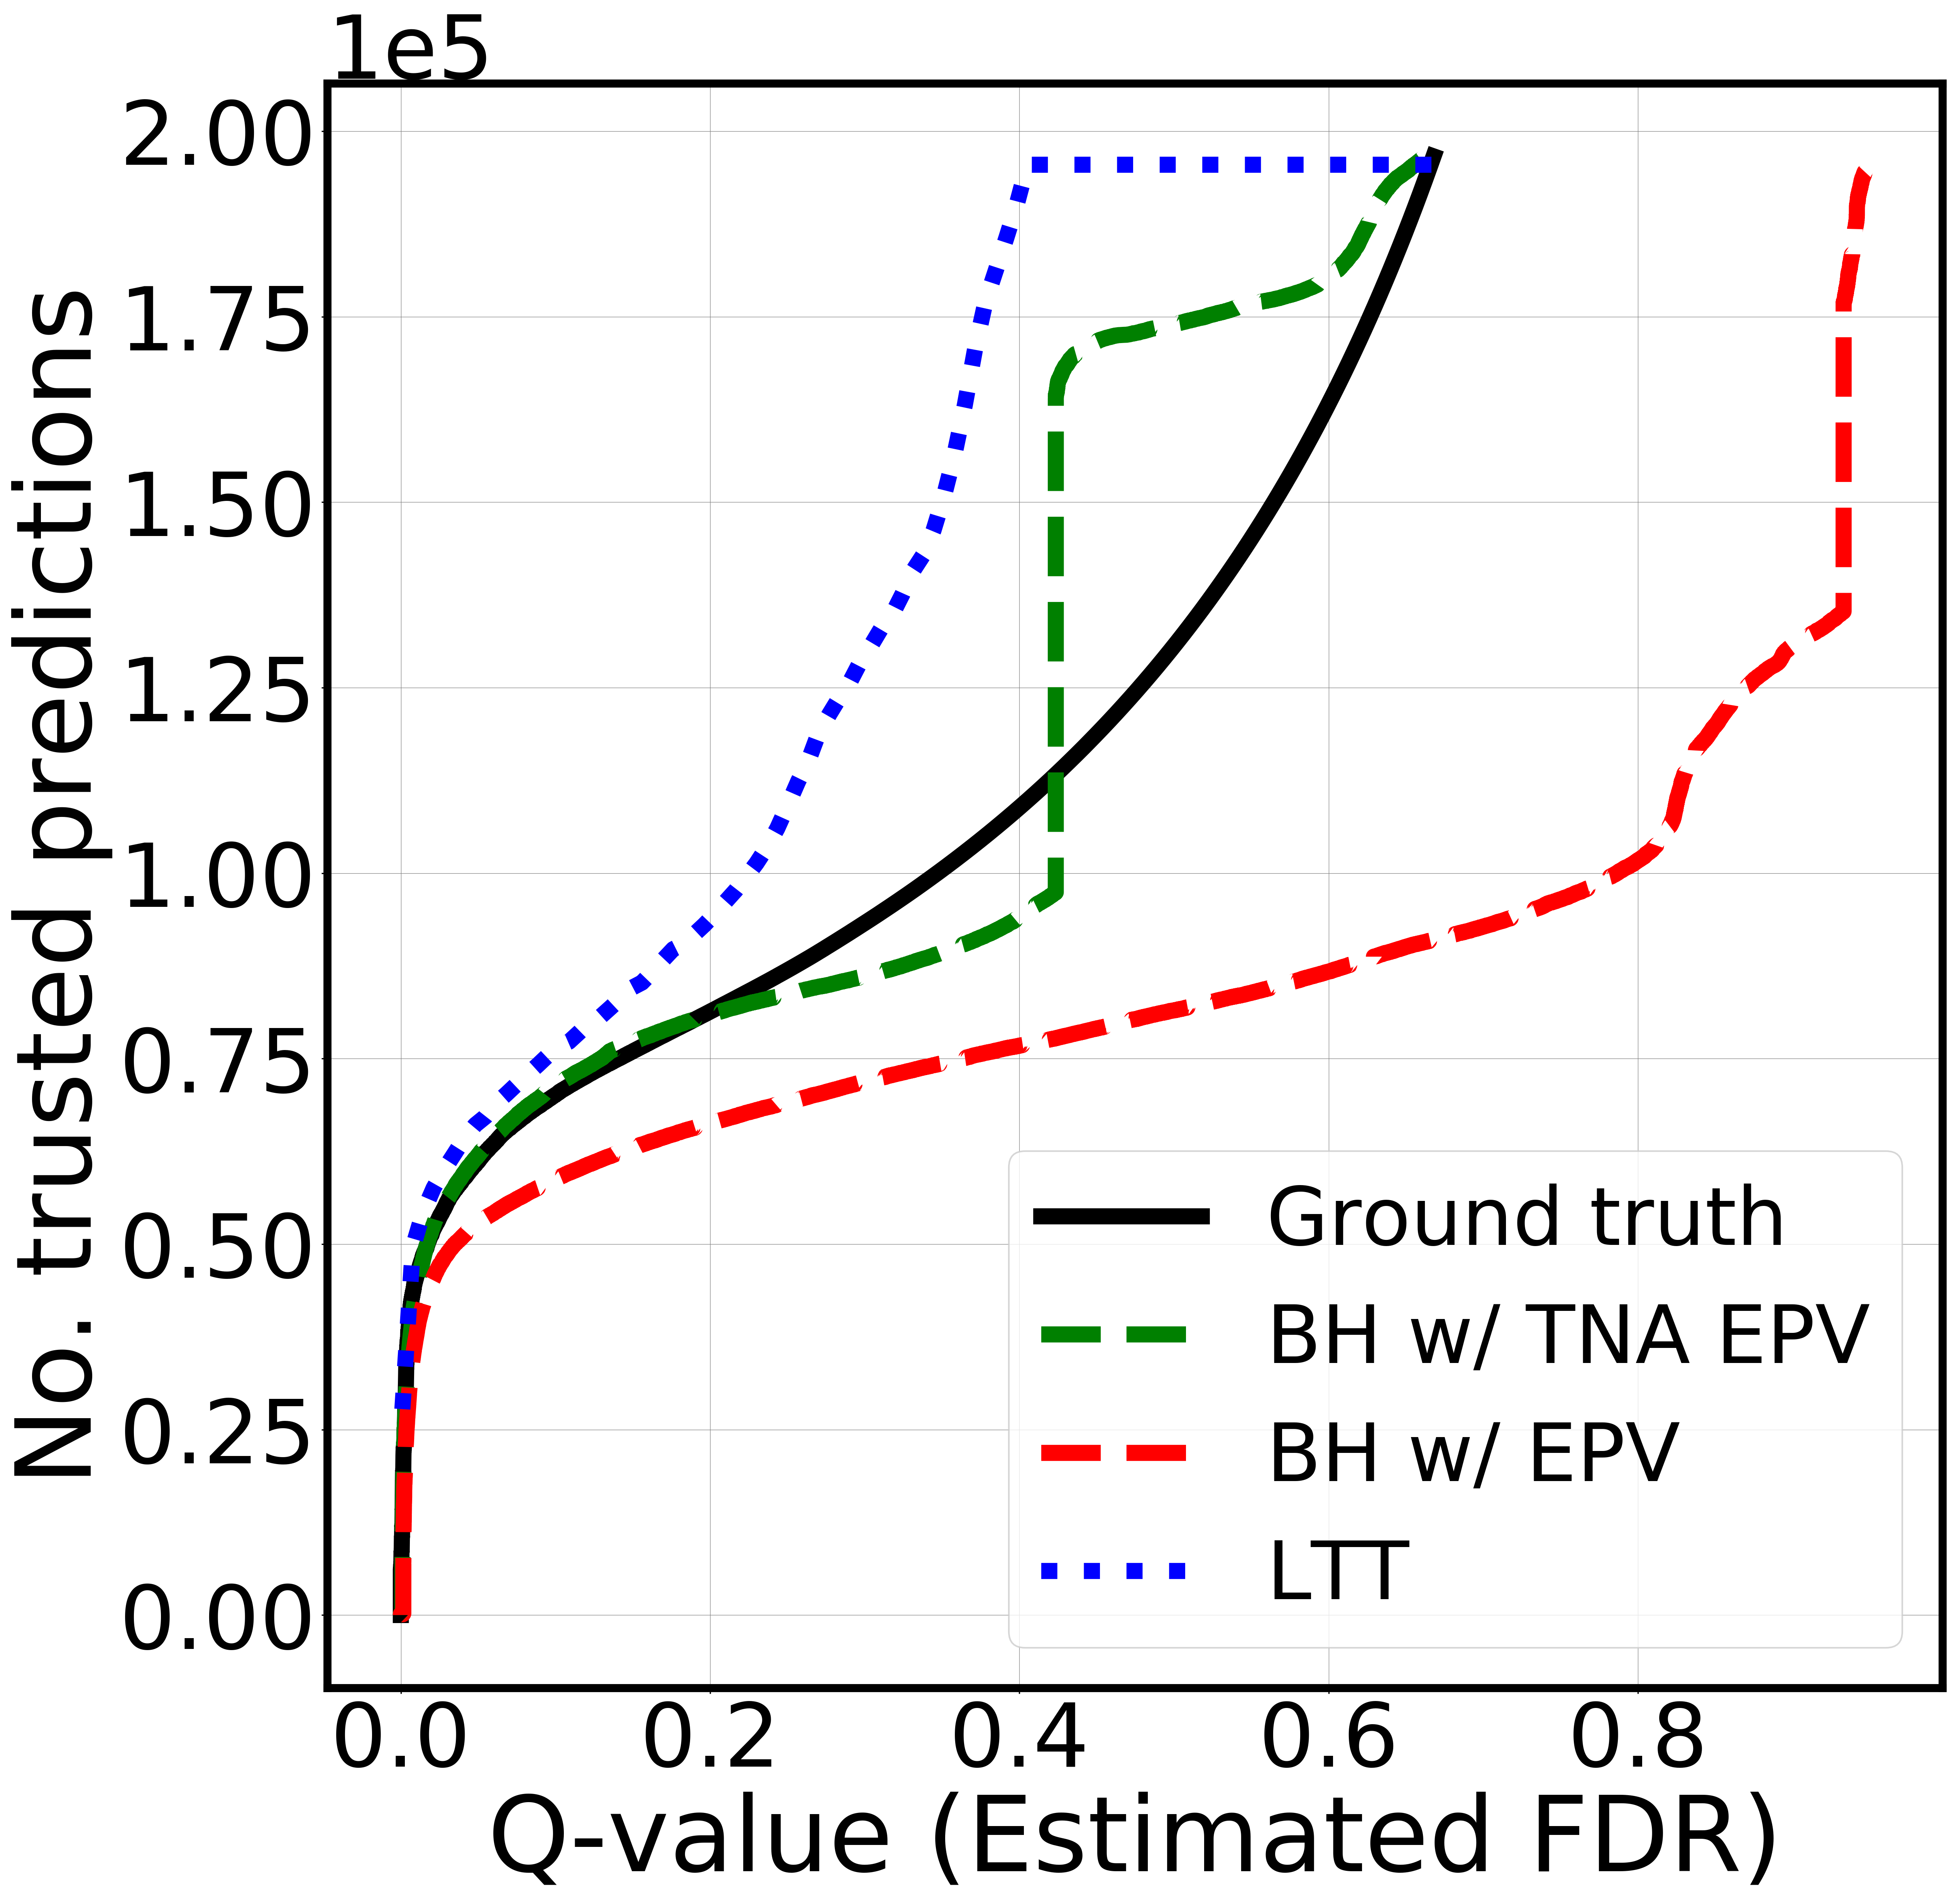 1e5
No. trusted predictions
2.00
1.75
1.50
1.25
1.00
0.75
0.50
0.25
0.00
Ground truth
BH w/ TNA EPV
BH w/ EPV
LTT
0.0 0.2 0.4 0.6 0.8
Q-value (Estimated FDR)